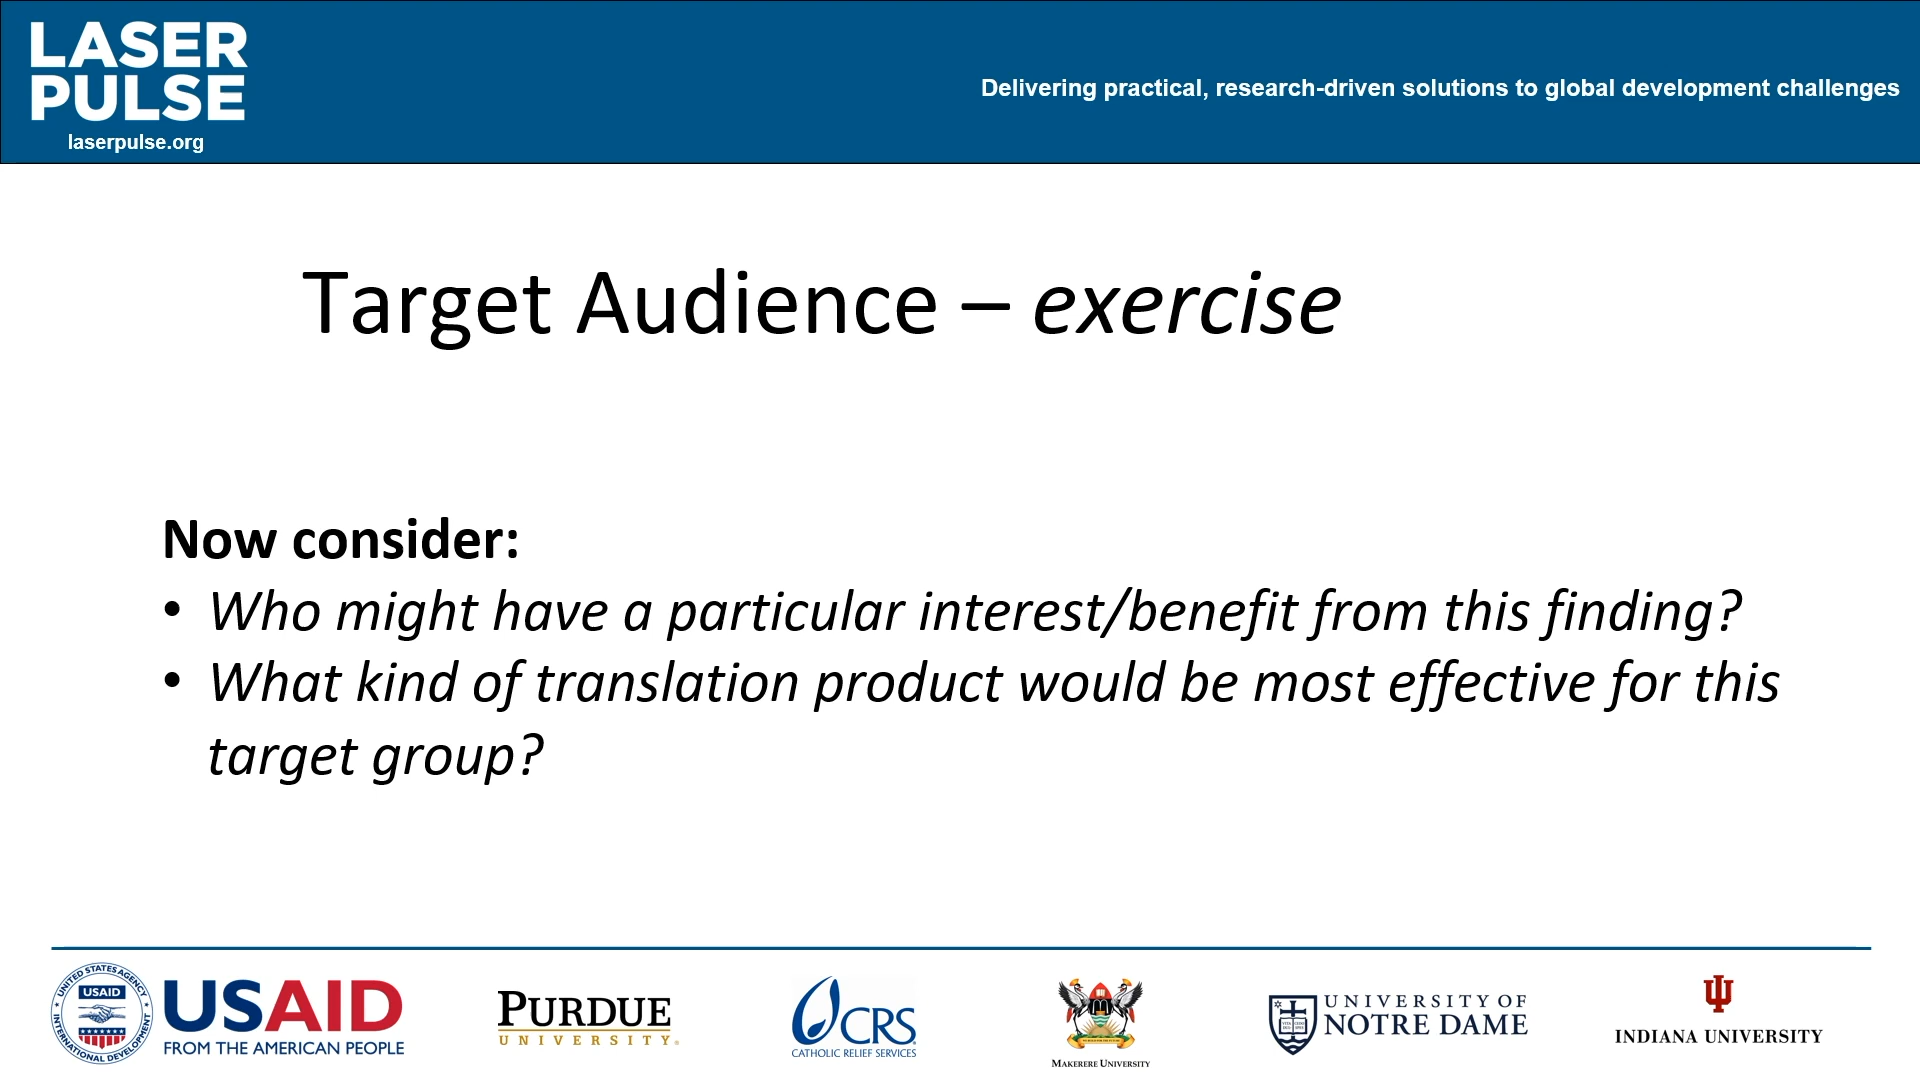 LASER
PULSE
laserpulse.org
Delivering practical, research-driven solutions to global development challenges
Target Audience – exercise
Now consider:
• Who might have a particular interest/benefit from this finding?
• What kind of translation product would be most effective for this
target group?
UNITED STATES AGENCY
USAID
INTERNATIONAL DEVELOPMENT
USAID
FROM THE AMERICAN PEOPLE
PURDUE
UNIVERSITY
CRS
CATHOLIC RELIEF SERVICES
MAKERERE UNIVERSITY
UNIVERSITY OF
NOTRE DAME
INDIANA UNIVERSITY